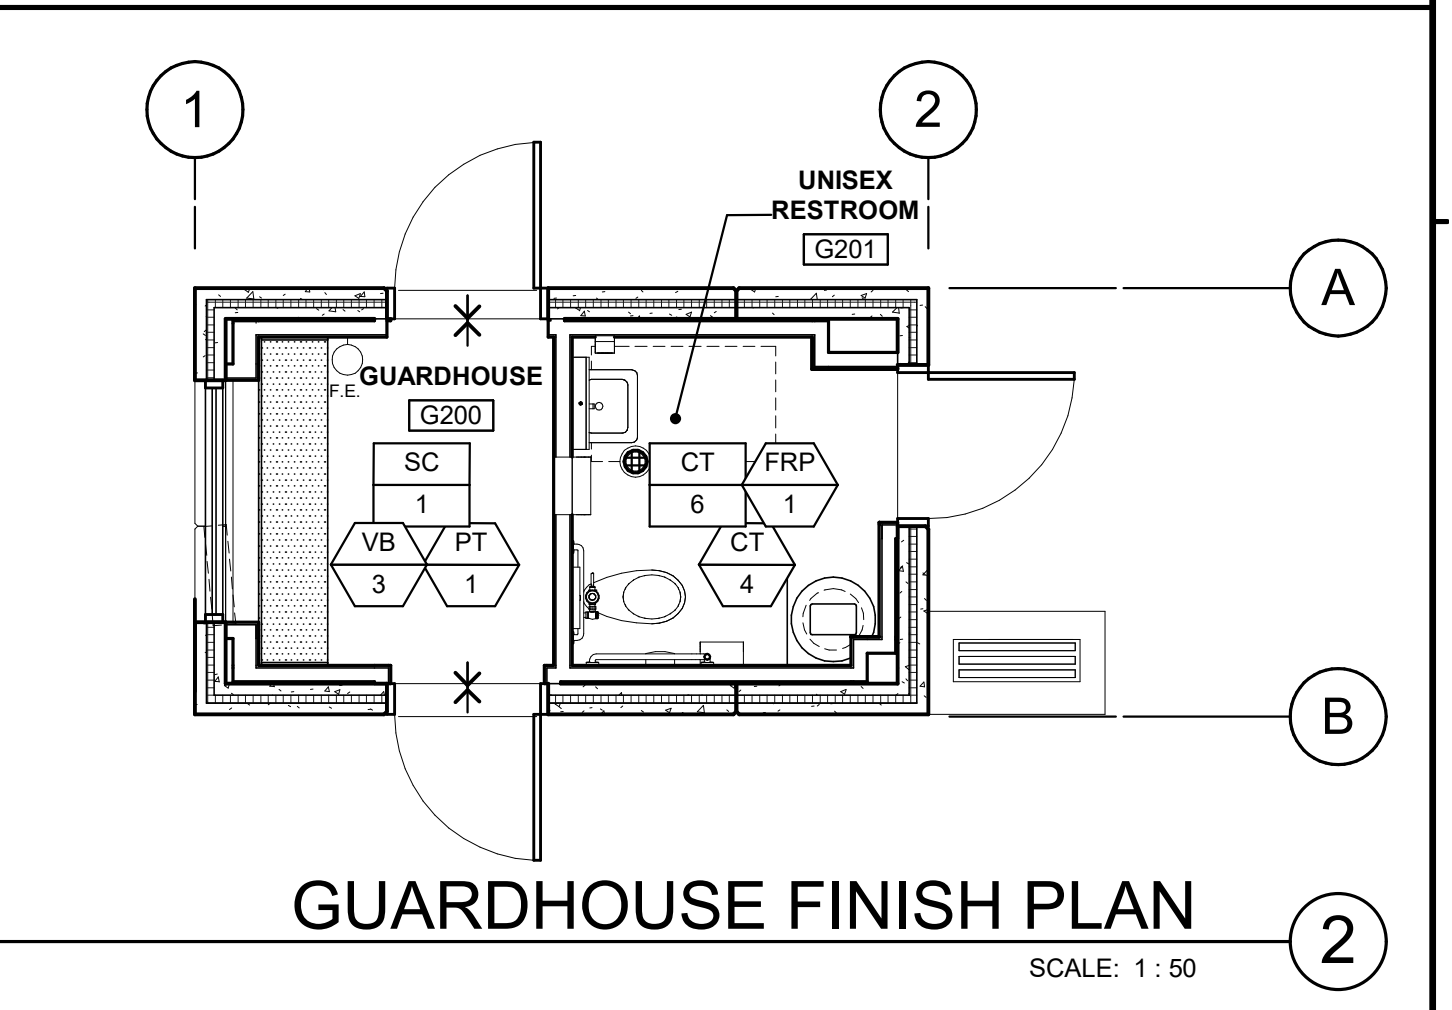 1
2
UNISEX
RESTROOM
G201
A
GUARDHOUSE
F.E.
G200
SC
1
CT
6
FRP
1
VB
3
PT
1
CT
4
B
GUARDHOUSE FINISH PLAN
2
SCALE: 1 : 50